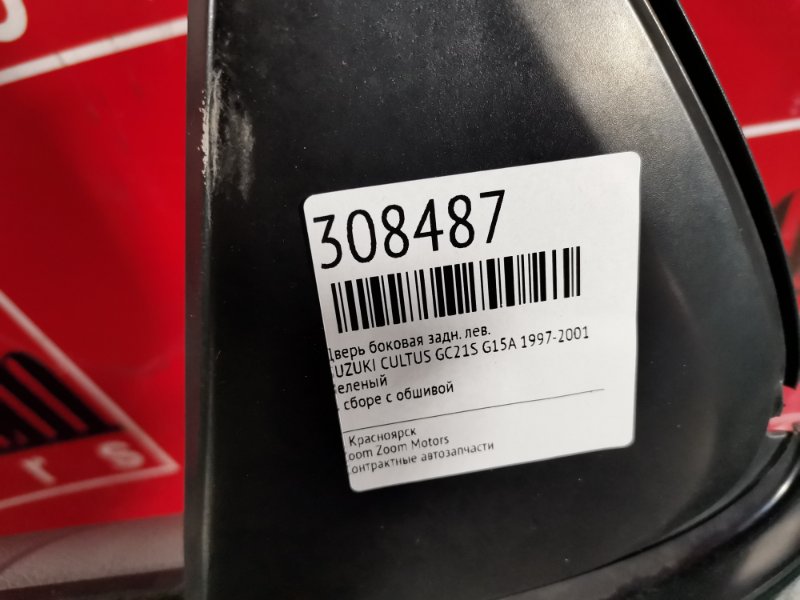 308487
Дверь боковая задн. лев.
SUZUKI CULTUS GC21S G15A 1997-2001
зеленый
сборе с обшивой
Красноярск
Zoom Zoom Motors
Контрактные автозапчасти
rs